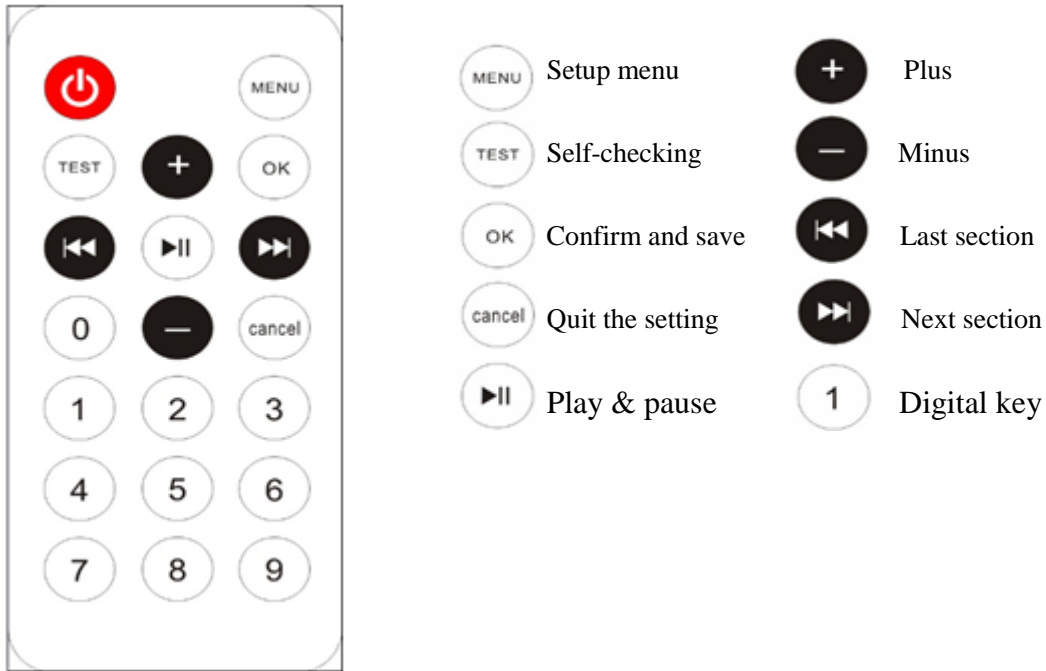 MENU
TEST + OK
0 — cancel
1 2 3
4 5 6
7 8 9
MENU Setup menu + Plus
TEST Self-checking — Minus
OK Confirm and save Last section
cancel Quit the setting Next section
Play & pause 1 Digital key